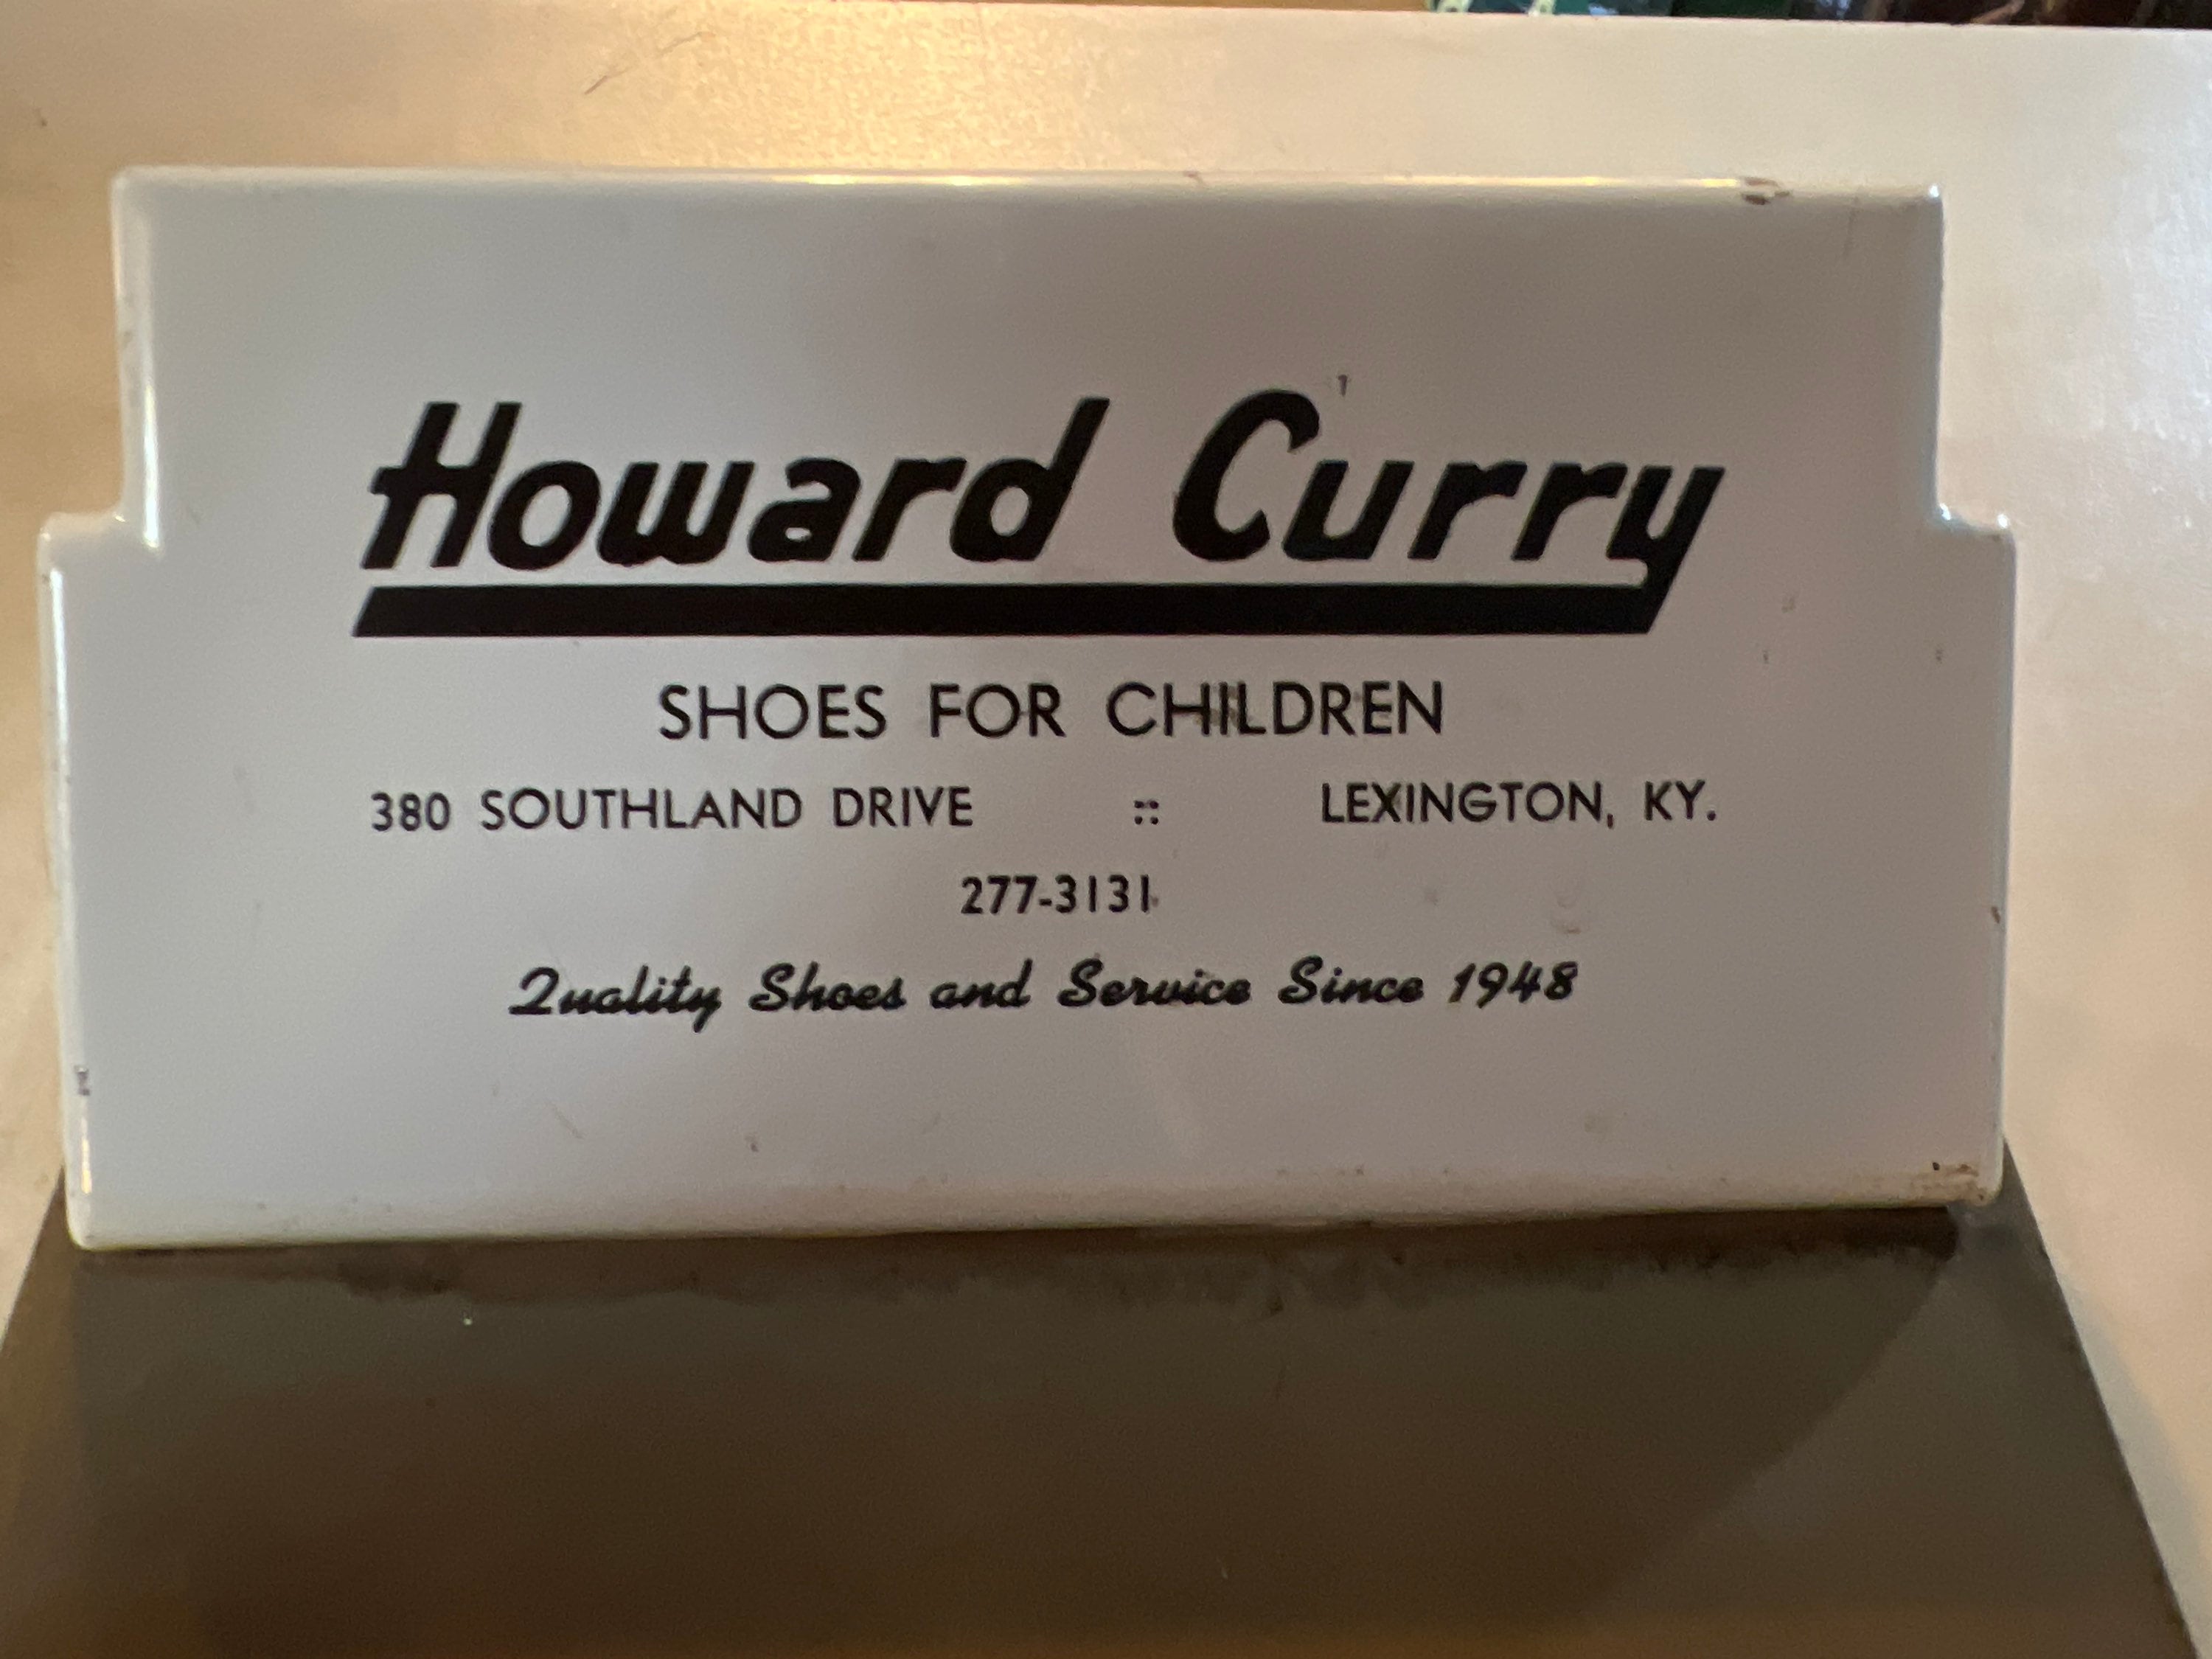 Howard Curry
SHOES FOR CHILDREN
380 SOUTHLAND DRIVE :: LEXINGTON, KY.
277-3131
Quality Shoes and Service Since 1948